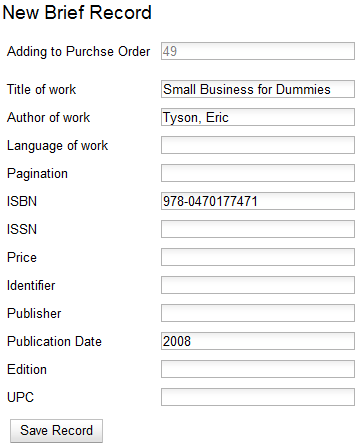 New Brief Record
Adding to Purchse Order 49
Title of work Small Business for Dummies
Author of work Tyson, Eric
Language of work
Pagination
ISBN 978-0470177471
ISSN
Price
Identifier
Publisher
Publication Date 2008
Edition
UPC
Save Record